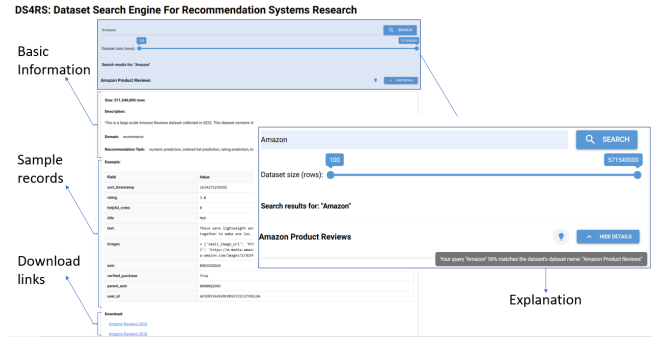 DS4RS: Dataset Search Engine For Recommendation Systems Research
Basic
Information
Sample
records
Download
links
Amazon
SEARCH
100
571540000
Dataset size (rows):
Search results for: "Amazon"
Amazon Product Reviews
HIDE DETAILS
Size: 571,540,000 rows
Description:
This is a large-scale Amazon Reviews dataset collected in 2023. This dataset contains 4
Domain: ecommerce
Recommendation Task: numeric prediction, ordered list prediction, rating prediction, to
Example:
Field Value
sort_timestamp
rating 5.0
helpful_votes 0
title Meh
text These were lightweight and
together to make one loc.
images
asin
verified_purchase True
parent_asin
user_id
Download:
Amazon Reviews 2023
Amazon Reviews 2018
Amazon
SEARCH
100
571540000
Dataset size (rows):
Search results for: "Amazon"
Amazon Product Reviews
HIDE DETAILS
Your query "Amazon" 56% matches the dataset's dataset name: "Amazon Product Reviews"
Explanation